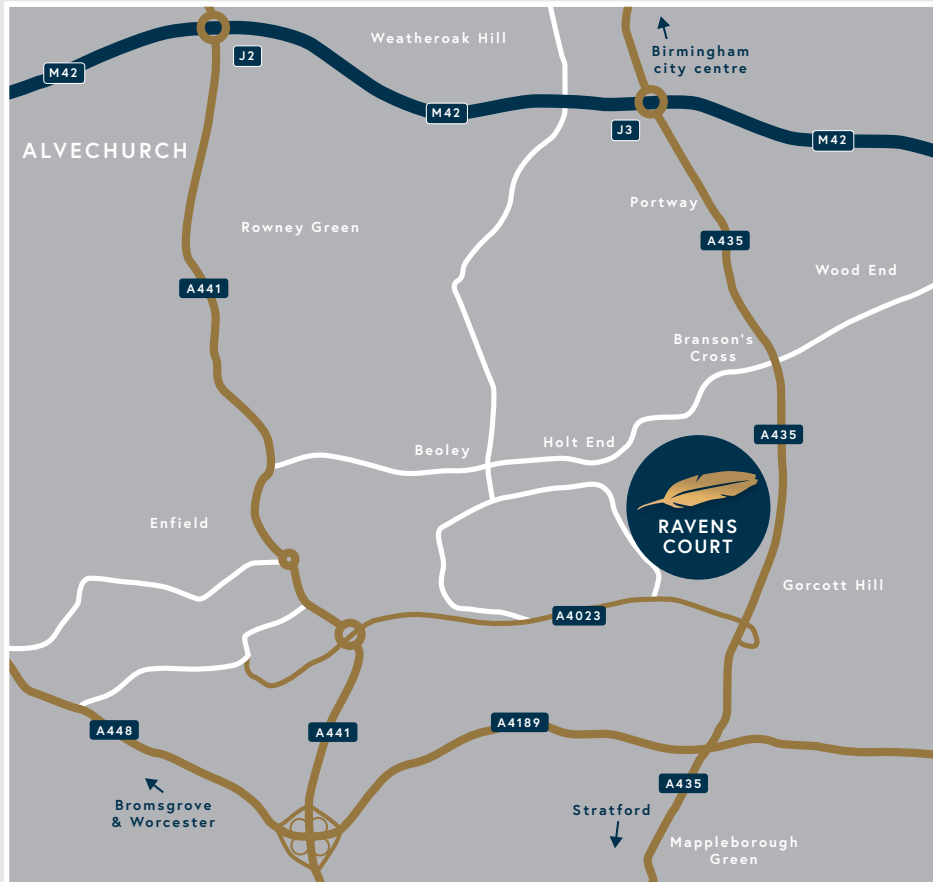 Weatheroak Hill
Birmingham
city centre
J2
M42
M42
J3
M42
ALVECHURCH
Portway
Rowney Green
A435
Wood End
A441
Branson's
Cross
A435
Beoley
Holt End
Enfield
RAVENS
COURT
Gorcott Hill
A4023
A448
A441
A4189
A435
Bromsgrove
& Worcester
Stratford
Mappleborough
Green